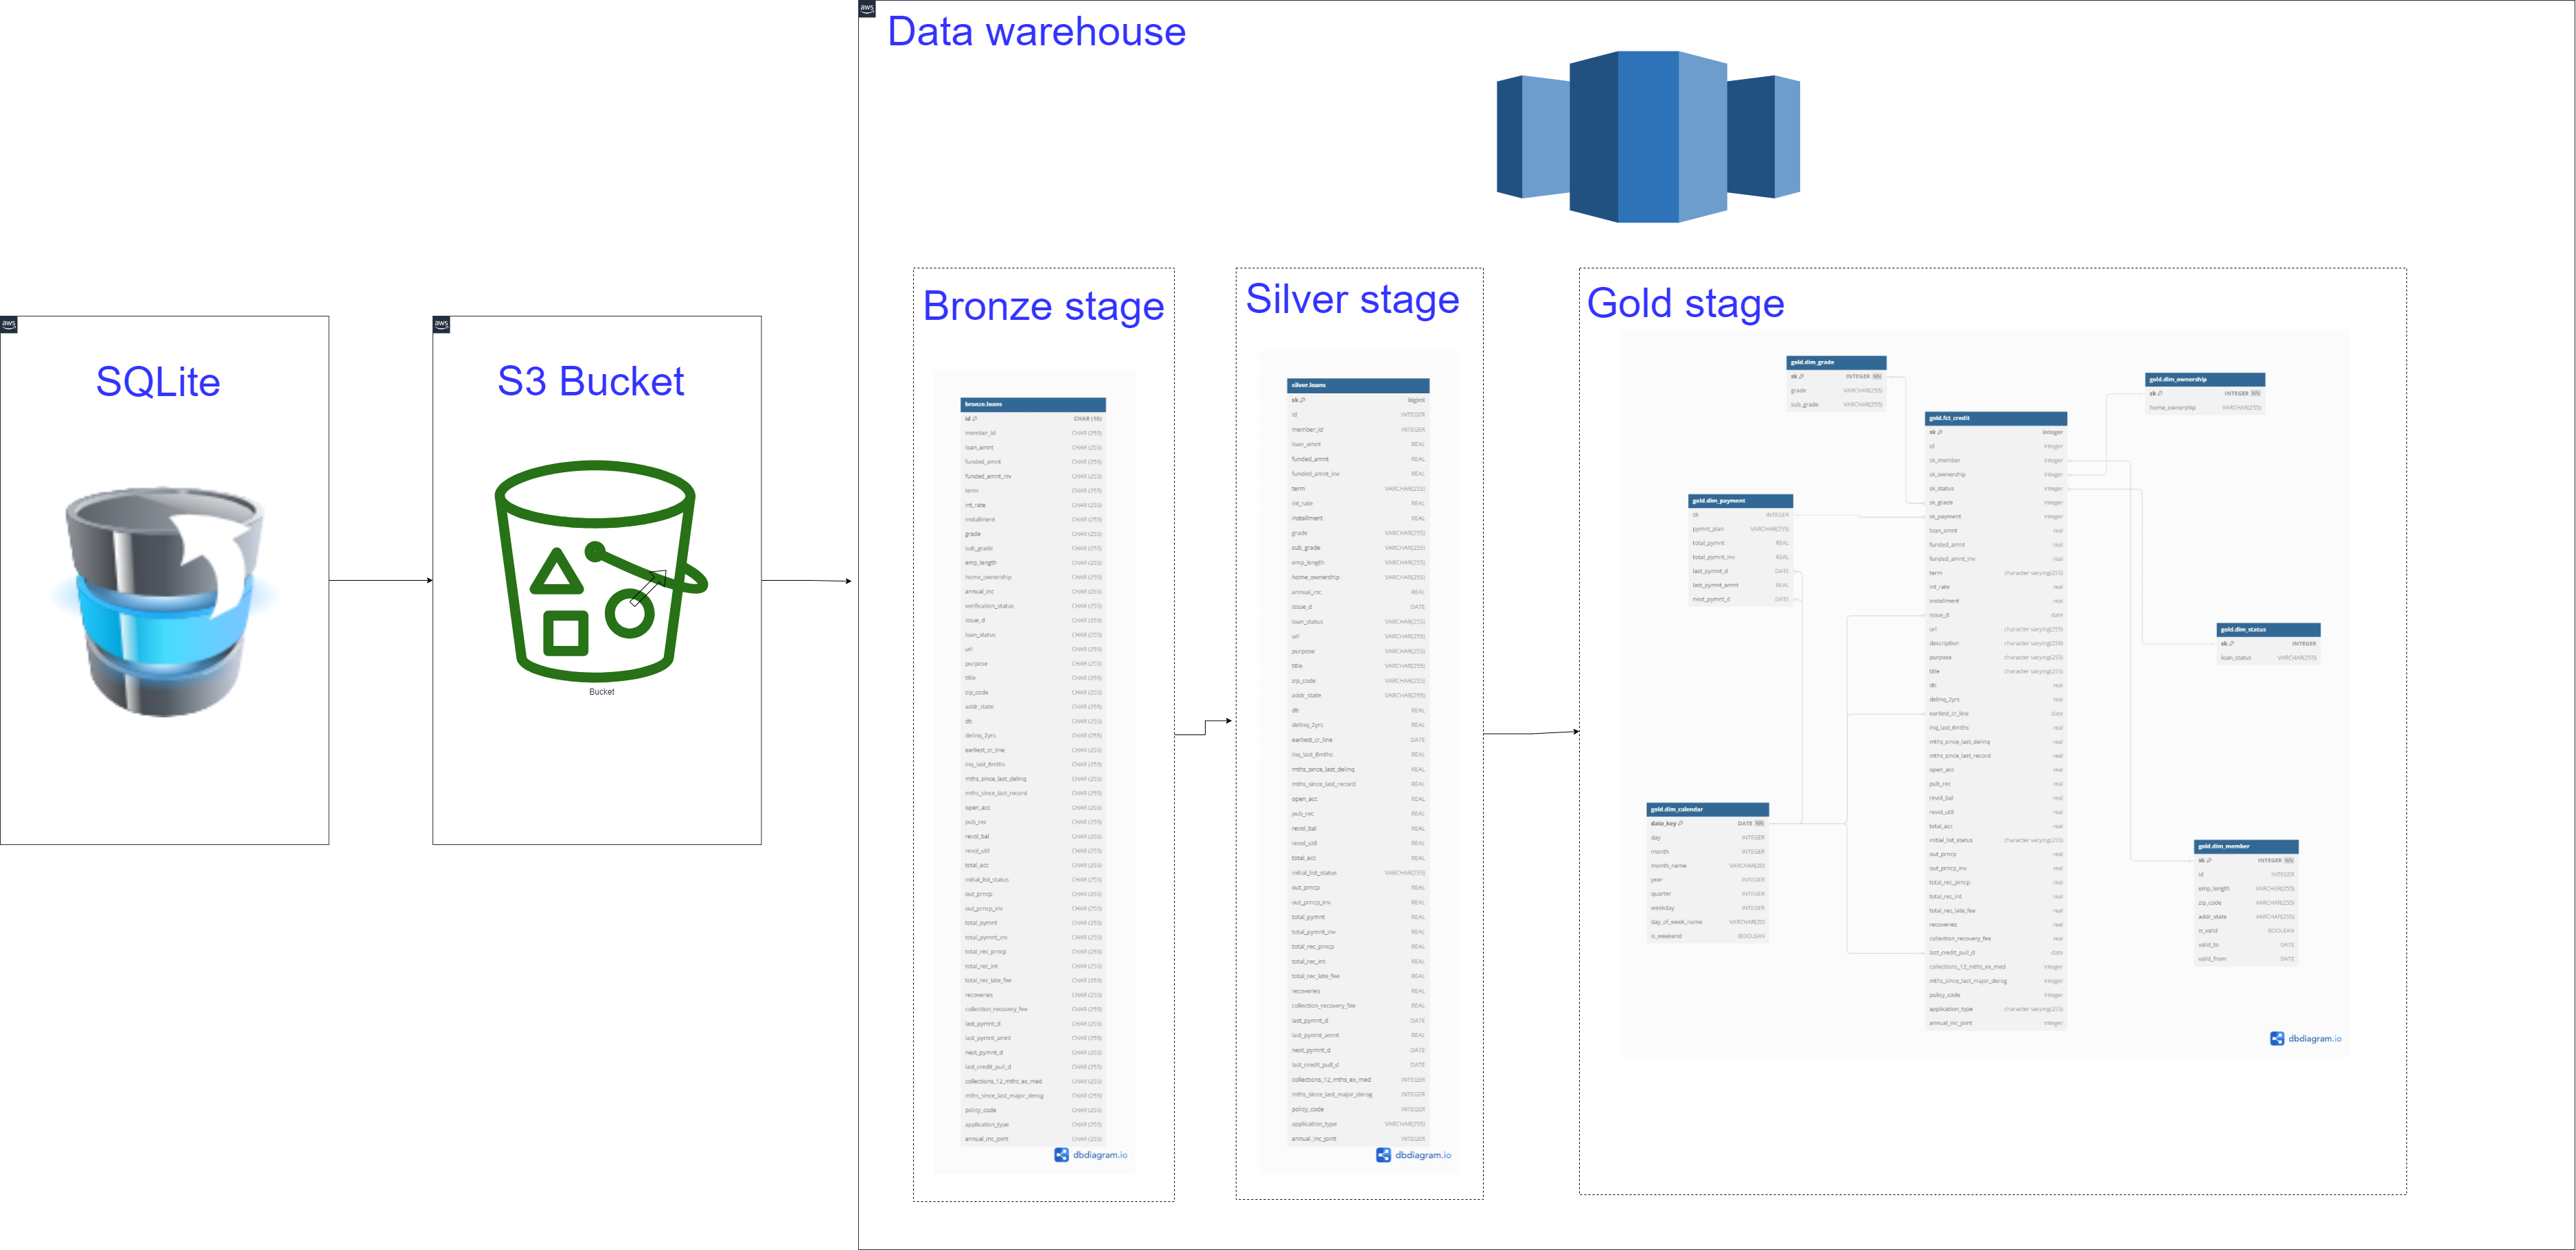 aws
Data warehouse
aws
SQLite
aws
S3 Bucket
Bucket
Bronze stage
bronze.loans
id CHAR (10)
member_id CHAR (255)
loan_amnt CHAR (255)
funded_amnt CHAR (255)
funded_amnt_inv CHAR (255)
term CHAR (255)
int_rate CHAR (255)
installment CHAR (255)
grade CHAR (255)
sub_grade CHAR (255)
emp_length CHAR (255)
home_ownership CHAR (255)
annual_inc CHAR (255)
verification_status CHAR (255)
issue_d CHAR (255)
loan_status CHAR (255)
url CHAR (255)
purpose CHAR (255)
title CHAR (255)
zip_code CHAR (255)
addr_state CHAR (255)
dti CHAR (255)
delinq_2yrs CHAR (255)
earliest_cr_line CHAR (255)
inq_last_6mths CHAR (255)
mths_since_last_delinq CHAR (255)
mths_since_last_record CHAR (255)
open_acc CHAR (255)
pub_rec CHAR (255)
revol_bal CHAR (255)
revol_util CHAR (255)
total_acc CHAR (255)
initial_list_status CHAR (255)
out_prncp CHAR (255)
out_prncp_inv CHAR (255)
total_pymnt CHAR (255)
total_pymnt_inv CHAR (255)
total_rec_prncp CHAR (255)
total_rec_int CHAR (255)
total_rec_late_fee CHAR (255)
recoveries CHAR (255)
collection_recovery_fee CHAR (255)
last_pymnt_d CHAR (255)
last_pymnt_amnt CHAR (255)
next_pymnt_d CHAR (255)
last_credit_pull_d CHAR (255)
collections_12_mths_ex_med CHAR (255)
mths_since_last_major_derog CHAR (255)
policy_code CHAR (255)
application_type CHAR (255)
annual_inc_joint CHAR (255)
dbdiagram.io
Silver stage
silver.loans
sk bigint
id INTEGER
member_id INTEGER
loan_amnt REAL
funded_amnt REAL
funded_amnt_inv REAL
term VARCHAR(255)
int_rate REAL
installment REAL
grade VARCHAR(255)
sub_grade VARCHAR(255)
emp_length VARCHAR(255)
home_ownership VARCHAR(255)
annual_inc REAL
issue_d DATE
loan_status VARCHAR(255)
url VARCHAR(255)
purpose VARCHAR(255)
title VARCHAR(255)
zip_code VARCHAR(255)
addr_state VARCHAR(255)
dti REAL
delinq_2yrs REAL
earliest_cr_line DATE
inq_last_6mths REAL
mths_since_last_delinq REAL
mths_since_last_record REAL
open_acc REAL
pub_rec REAL
revol_bal REAL
revol_util REAL
total_acc REAL
initial_list_status VARCHAR(255)
out_prncp REAL
out_prncp_inv REAL
total_pymnt REAL
total_pymnt_inv REAL
total_rec_prncp REAL
total_rec_int REAL
total_rec_late_fee REAL
recoveries REAL
collection_recovery_fee REAL
last_pymnt_d DATE
last_pymnt_amnt REAL
next_pymnt_d DATE
last_credit_pull_d DATE
collections_12_mths_ex_med INTEGER
mths_since_last_major_derog INTEGER
policy_code INTEGER
application_type VARCHAR(255)
annual_inc_joint INTEGER
dbdiagram.io
Gold stage
gold.dim_grade
sk INTEGER NN
grade VARCHAR(255)
sub_grade VARCHAR(255)
gold.dim_payment
sk INTEGER
pymnt_plan VARCHAR(255)
total_pymnt REAL
total_pymnt_inv REAL
last_pymnt_d DATE
last_pymnt_amnt REAL
next_pymnt_d DATE
gold.dim_calendar
date_key DATE NN
day INTEGER
month INTEGER
month_name VARCHAR(20)
year INTEGER
quarter INTEGER
weekday INTEGER
day_of_week_name VARCHAR(20)
is_weekend BOOLEAN
gold.fct_credit
sk integer
id integer
sk_member integer
sk_ownership integer
sk_status integer
sk_grade integer
sk_payment integer
loan_amnt real
funded_amnt real
funded_amnt_inv real
term character varying(255)
int_rate real
installment real
issue_d date
url character varying(255)
description character varying(256)
purpose character varying(255)
title character varying(255)
dti real
delinq_2yrs real
earliest_cr_line date
inq_last_6mths real
mths_since_last_delinq real
mths_since_last_record real
open_acc real
pub_rec real
revol_bal real
revol_util real
total_acc real
initial_list_status character varying(255)
out_prncp real
out_prncp_inv real
total_rec_prncp real
total_rec_int real
total_rec_late_fee real
recoveries real
collection_recovery_fee real
last_credit_pull_d date
collections_12_mths_ex_med integer
mths_since_last_major_derog integer
policy_code integer
application_type character varying(255)
annual_inc_joint integer
gold.dim_ownership
sk INTEGER NN
home_ownership VARCHAR(255)
gold.dim_status
sk INTEGER
loan_status VARCHAR(255)
gold.dim_member
sk INTEGER NN
id INTEGER
emp_length VARCHAR(255)
zip_code VARCHAR(255)
addr_state VARCHAR(255)
is_valid BOOLEAN
valid_to DATE
valid_from DATE
dbdiagram.io